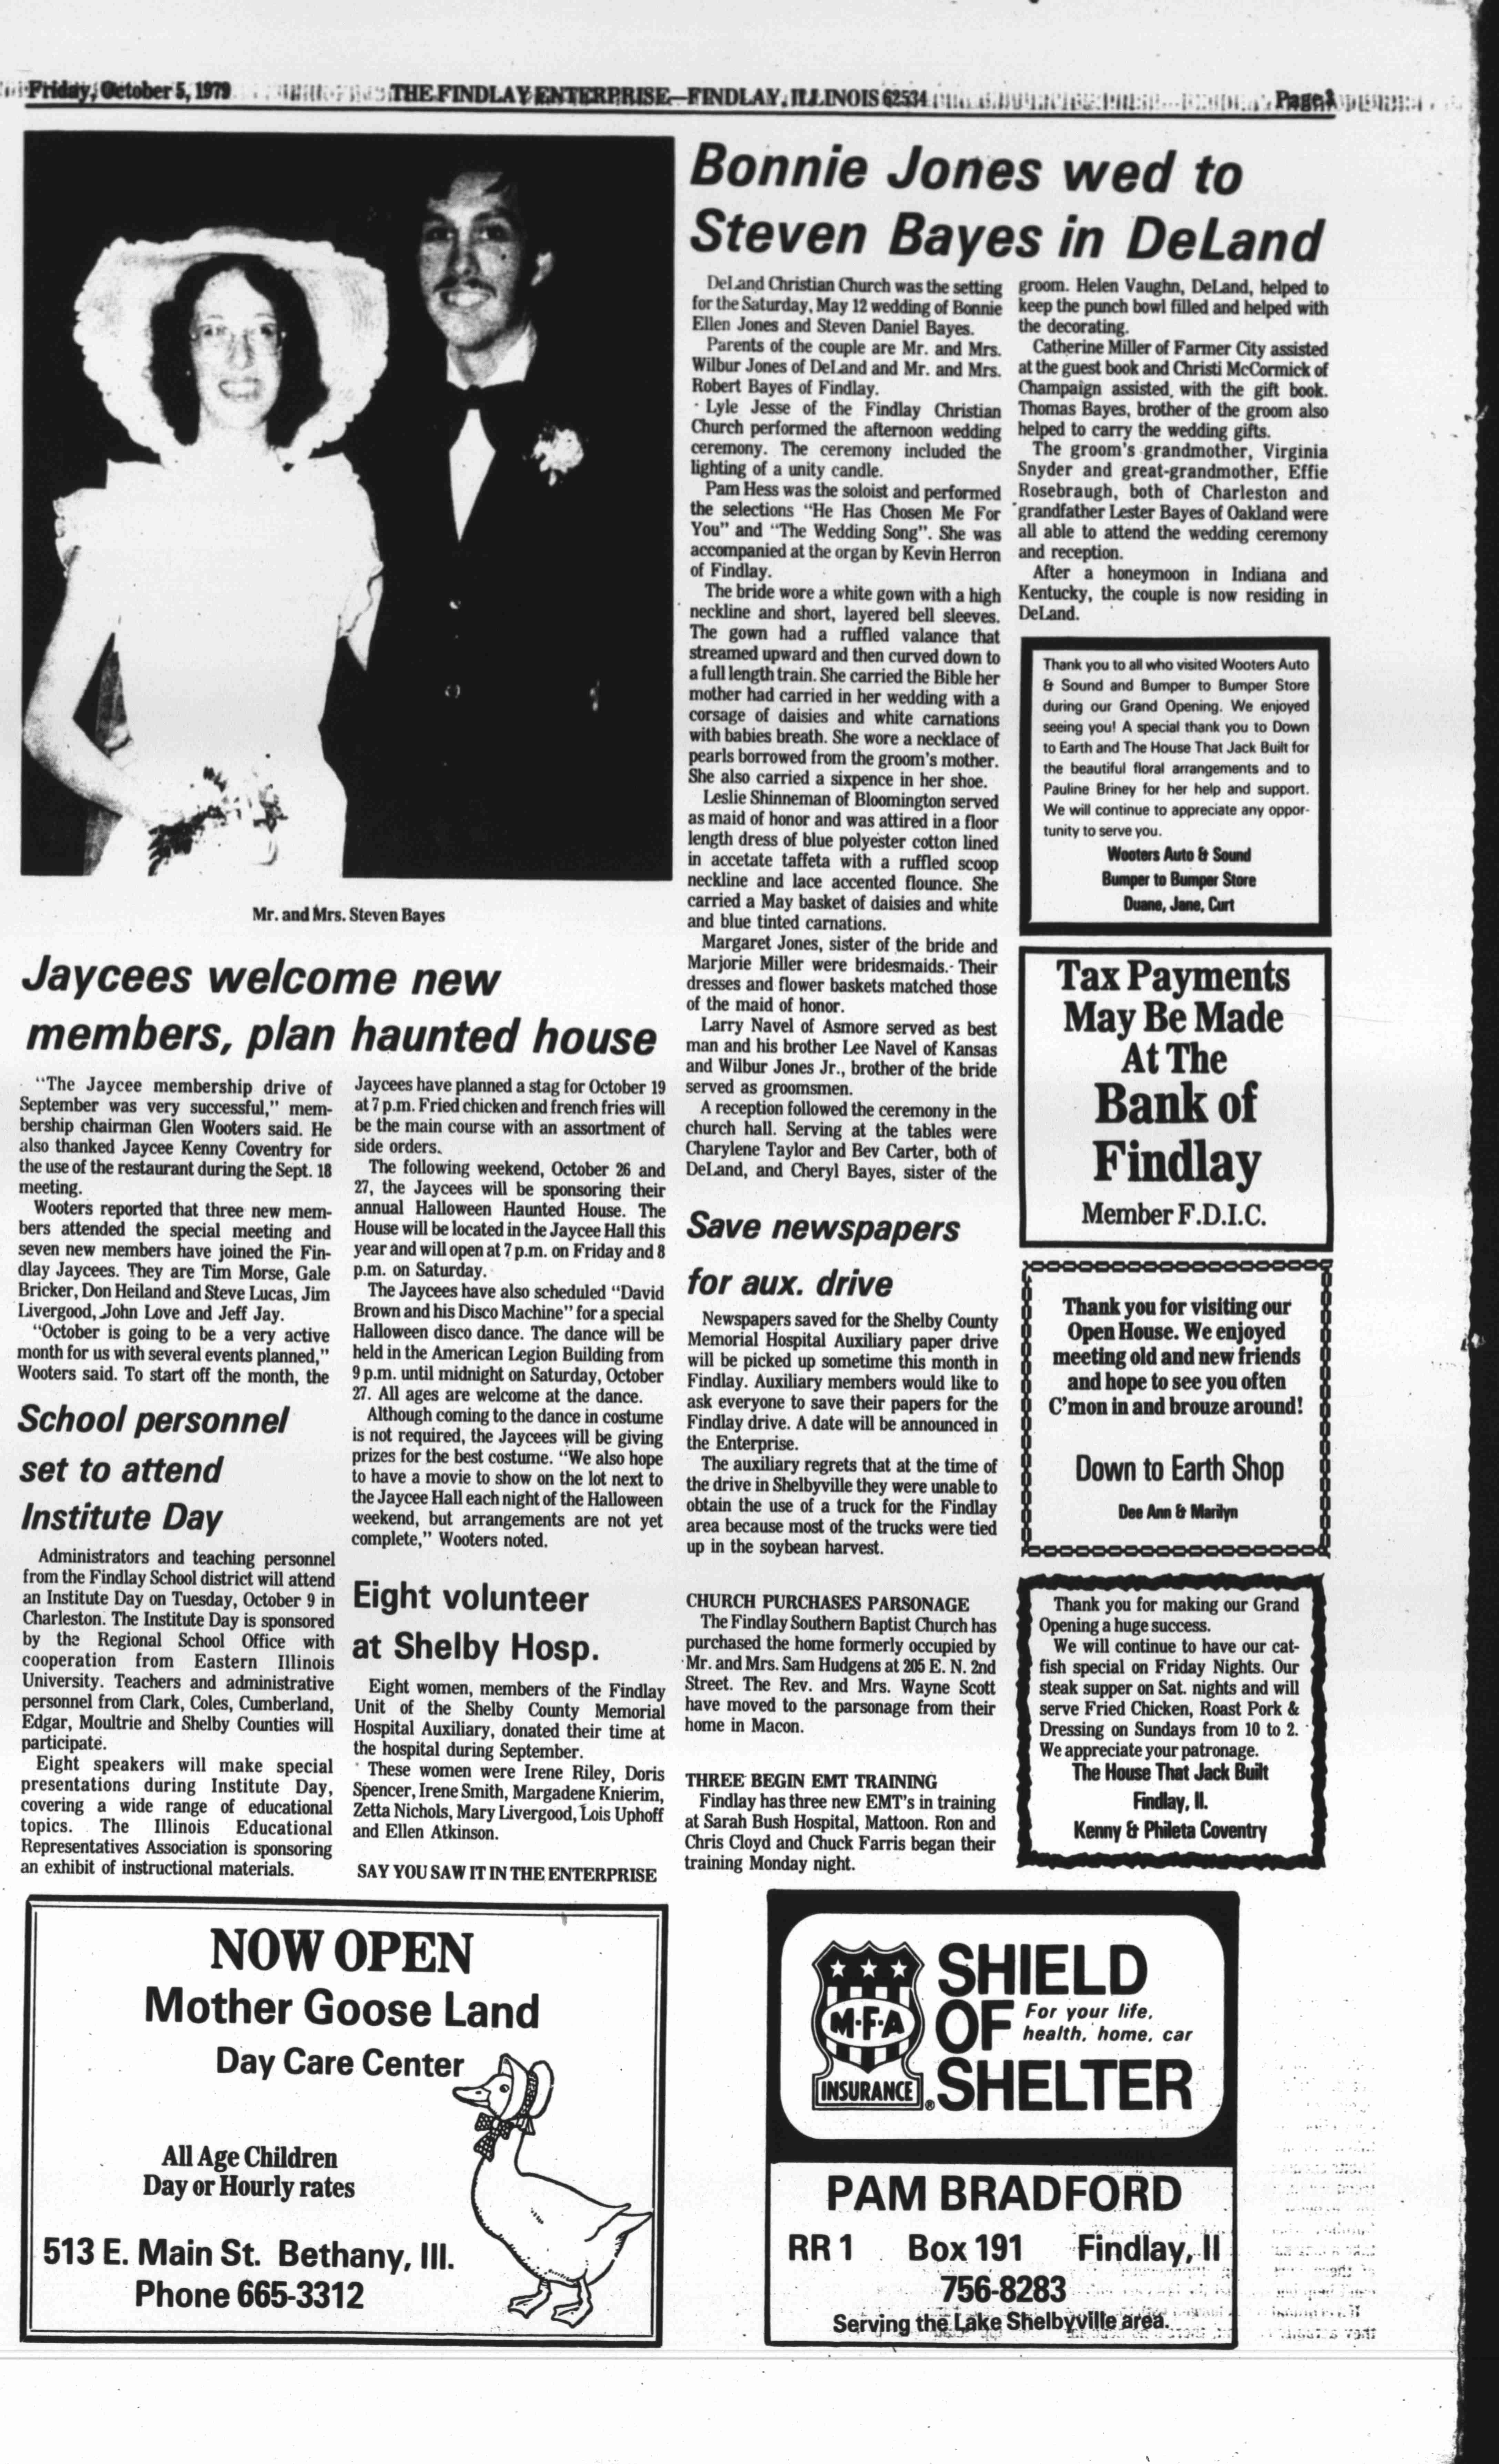 Friday, October 5, 1979
THE FINDLAY ENTERPRISE—FINDLAY, ILLINOIS 62534
Page
Mr. and Mrs. Steven Bayes
Bonnie Jones wed to
Steven Bayes in DeLand
DeLand Christian Church was the setting
for the Saturday, May 12 wedding of Bonnie
Ellen Jones and Steven Daniel Bayes.
Parents of the couple are Mr. and Mrs.
Wilbur Jones of DeLand and Mr. and Mrs.
Robert Bayes of Findlay.
Lyle Jesse of the Findlay Christian
Church performed the afternoon wedding
ceremony. The ceremony included the
lighting of a unity candle.
Pam Hess was the soloist and performed
the selections "He Has Chosen Me For
You" and "The Wedding Song". She was
accompanied at the organ by Kevin Herron
of Findlay.
The bride wore a white gown with a high
neckline and short, layered bell sleeves.
The gown had a ruffled valance that
streamed upward and then curved down to
a full length train. She carried the Bible her
mother had carried in her wedding with a
corsage of daisies and white carnations
with babies breath. She wore a necklace of
pearls borrowed from the groom's mother.
She also carried a sixpence in her shoe.
Leslie Shinneman of Bloomington served
as maid of honor and was attired in a floor
length dress of blue polyester cotton lined
in accetate taffeta with a ruffled scoop
neckline and lace accented flounce. She
carried a May basket of daisies and white
and blue tinted carnations.
Margaret Jones, sister of the bride and
Marjorie Miller were bridesmaids. Their
dresses and flower baskets matched those
of the maid of honor.
Larry Navel of Asmore served as best
man and his brother Lee Navel of Kansas
and Wilbur Jones Jr., brother of the bride
served as groomsmen.
A reception followed the ceremony in the
church hall. Serving at the tables were
Charylene Taylor and Bev Carter, both of
DeLand, and Cheryl Bayes, sister of the
groom. Helen Vaughn, DeLand, helped to
keep the punch bowl filled and helped with
the decorating.
Catherine Miller of Farmer City assisted
at the guest book and Christi McCormick of
Champaign assisted, with the gift book.
Thomas Bayes, brother of the groom also
helped to carry the wedding gifts.
The groom's grandmother, Virginia
Snyder and great-grandmother, Effie
Rosebraugh, both of Charleston and
grandfather Lester Bayes of Oakland were
all able to attend the wedding ceremony
and reception.
After a honeymoon in Indiana and
Kentucky, the couple is now residing in
DeLand.
Jaycees welcome new
members, plan haunted house
"The Jaycee membership drive of
September was very successful," mem-
bership chairman Glen Wooters said. He
also thanked Jaycee Kenny Coventry for
the use of the restaurant during the Sept. 18
meeting.
Wooters reported that three new mem-
bers attended the special meeting and
seven new members have joined the Fin-
dlay Jaycees. They are Tim Morse, Gale
Bricker, Don Heiland and Steve Lucas, Jim
Livergood, John Love and Jeff Jay.
"October is going to be a very active
month for us with several events planned,"
Wooters said. To start off the month, the
Jaycees have planned a stag for October 19
at 7 p.m. Fried chicken and french fries will
be the main course with an assortment of
side orders.
The following weekend, October 26 and
27, the Jaycees will be sponsoring their
annual Halloween Haunted House. The
House will be located in the Jaycee Hall this
year and will open at 7 p.m. on Friday and 8
p.m. on Saturday.
The Jaycees have also scheduled "David
Brown and his Disco Machine" for a special
Halloween disco dance. The dance will be
held in the American Legion Building from
9 p.m. until midnight on Saturday, October
27. All ages are welcome at the dance.
Although coming to the dance in costume
is not required, the Jaycees will be giving
prizes for the best costume. "We also hope
to have a movie to show on the lot next to
the Jaycee Hall each night of the Halloween
weekend, but arrangements are not yet
complete," Wooters noted.
School personnel
set to attend
Institute Day
Administrators and teaching personnel
from the Findlay School district will attend
an Institute Day on Tuesday, October 9 in
Charleston. The Institute Day is sponsored
by the Regional School Office with
cooperation from Eastern Illinois
University. Teachers and administrative
personnel from Clark, Coles, Cumberland,
Edgar, Moultrie and Shelby Counties will
participate.
Eight speakers will make special
presentations during Institute Day,
covering a wide range of educational
topics. The Illinois Educational
Representatives Association is sponsoring
an exhibit of instructional materials.
Eight volunteer
at Shelby Hosp.
Eight women, members of the Findlay
Unit of the Shelby County Memorial
Hospital Auxiliary, donated their time at
the hospital during September.
These women were Irene Riley, Doris
Spencer, Irene Smith, Margadene Knierim,
Zetta Nichols, Mary Livergood, Lois Uphoff
and Ellen Atkinson.
SAY YOU SAW IT IN THE ENTERPRISE
Save newspapers
for aux. drive
Newspapers saved for the Shelby County
Memorial Hospital Auxiliary paper drive
will be picked up sometime this month in
Findlay. Auxiliary members would like to
ask everyone to save their papers for the
Findlay drive. A date will be announced in
the Enterprise.
The auxiliary regrets that at the time of
the drive in Shelbyville they were unable to
obtain the use of a truck for the Findlay
area because most of the trucks were tied
up in the soybean harvest.
CHURCH PURCHASES PARSONAGE
The Findlay Southern Baptist Church has
purchased the home formerly occupied by
Mr. and Mrs. Sam Hudgens at 205 E. N. 2nd
Street. The Rev. and Mrs. Wayne Scott
have moved to the parsonage from their
home in Macon.
THREE BEGIN EMT TRAINING
Findlay has three new EMT's in training
at Sarah Bush Hospital, Mattoon. Ron and
Chris Cloyd and Chuck Farris began their
training Monday night.
Thank you to all who visited Wooters Auto
& Sound and Bumper to Bumper Store
during our Grand Opening. We enjoyed
seeing you! A special thank you to Down
to Earth and The House That Jack Built for
the beautiful floral arrangements and to
Pauline Briney for her help and support.
We will continue to appreciate any oppor-
tunity to serve you.
Wooters Auto & Sound
Bumper to Bumper Store
Duane, Jane, Curt
Tax Payments
May Be Made
At The
Bank of
Findlay
Member F.D.I.C.
Thank you for visiting our
Open House. We enjoyed
meeting old and new friends
and hope to see you often
C'mon in and brouze around!
Down to Earth Shop
Dee Ann & Marilyn
Thank you for making our Grand
Opening a huge success.
We will continue to have our cat-
fish special on Friday Nights. Our
steak supper on Sat. nights and will
serve Fried Chicken, Roast Pork &
Dressing on Sundays from 10 to 2.
We appreciate your patronage.
The House That Jack Built
Findlay, Il.
Kenny & Phileta Coventry
NOW OPEN
Mother Goose Land
Day Care Center
All Age Children
Day or Hourly rates
513 E. Main St. Bethany, Ill.
Phone 665-3312
M·F·A
INSURANCE
®
SHIELD
OF
For your life,
health, home, car
SHELTER
PAM BRADFORD
RR 1 Box 191 Findlay, Il
756-8283
Serving the Lake Shelbyville area.